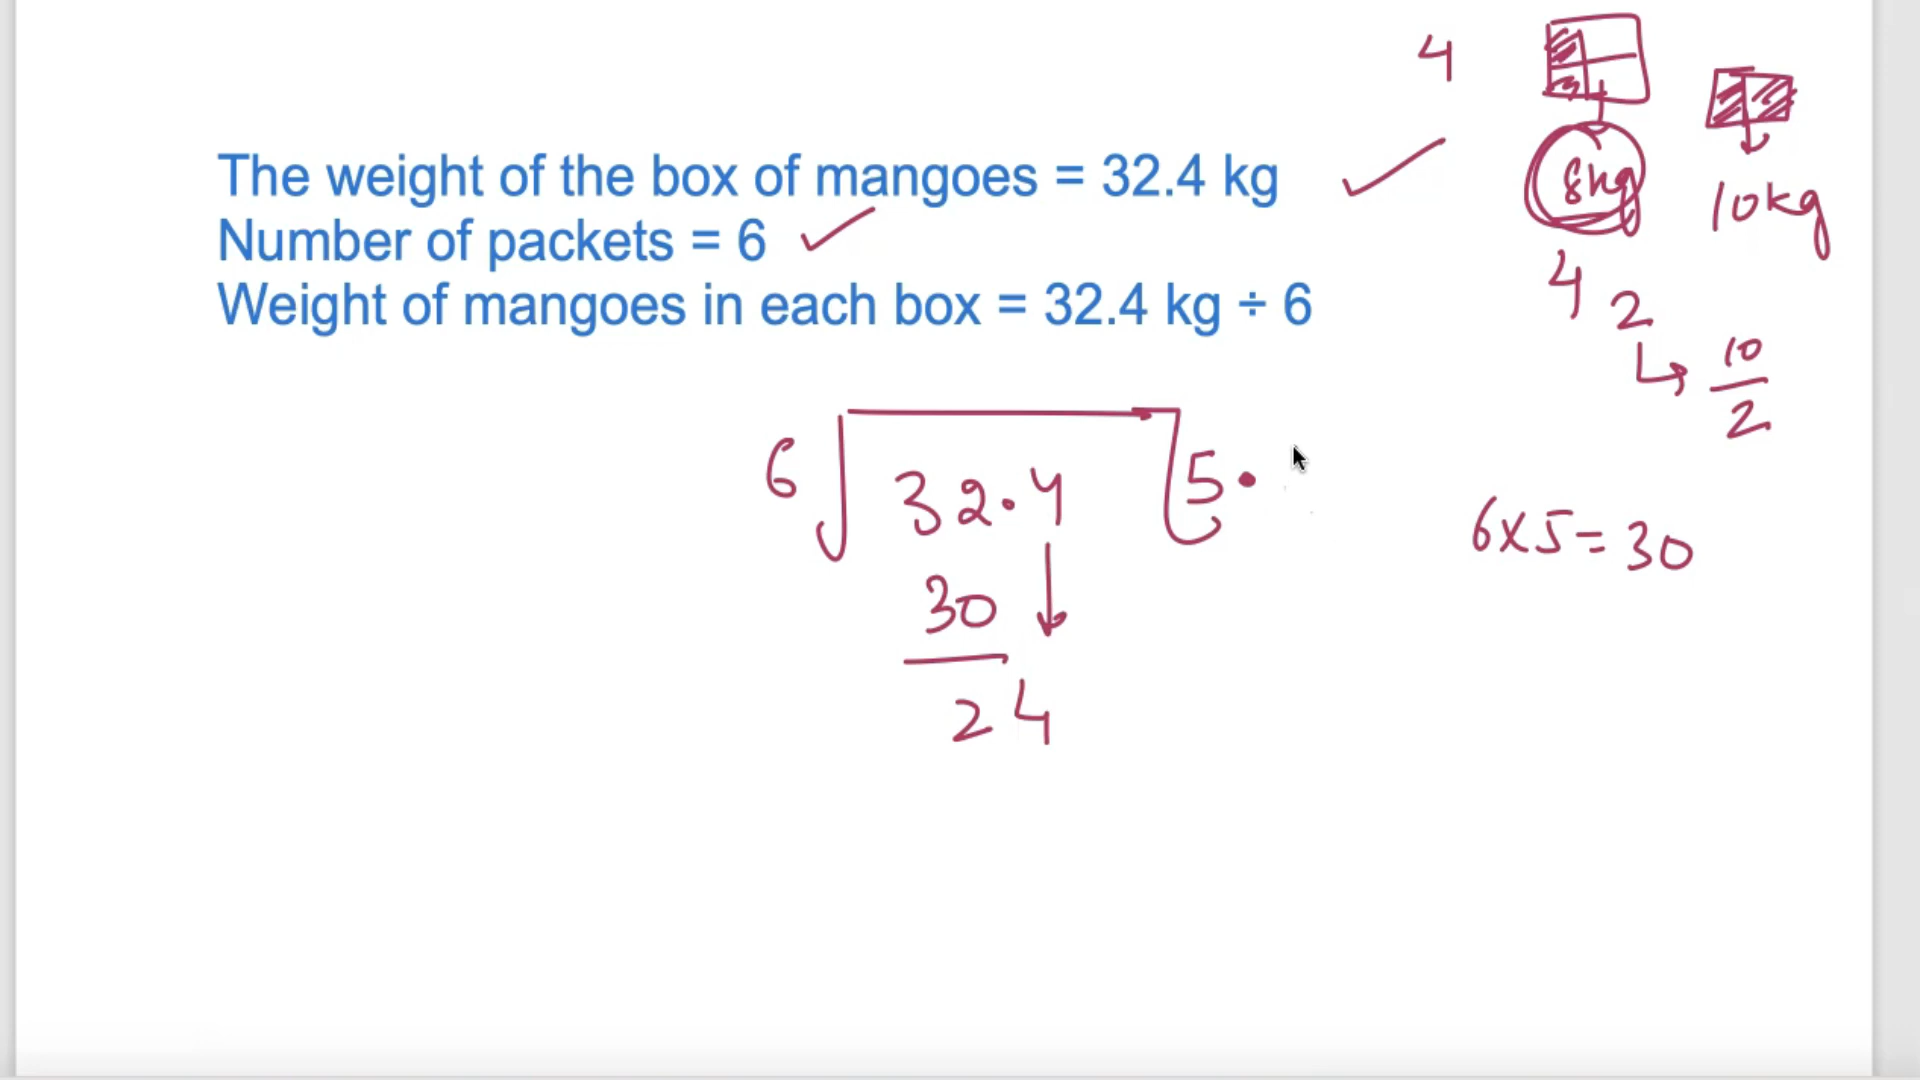 4
8kg
10kg
4 2
10
2
The weight of the box of mangoes = 32.4 kg
Number of packets = 6
Weight of mangoes in each box = 32.4 kg ÷ 6
6 32.4 5.
30
24
6x5=30